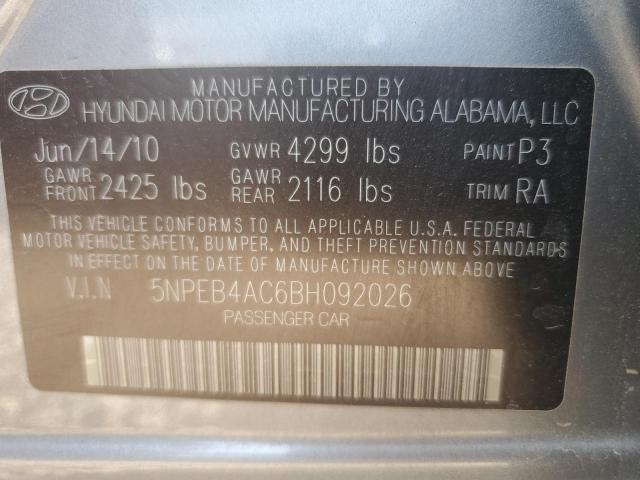 MANUFACTURED BY
HYUNDAI MOTOR MANUFACTURING ALABAMA, LLC
Jun/14/10 GVWR 4299 lbs PAINT P3
GAWR FRONT 2425 lbs GAWR REAR 2116 lbs TRIM RA
THIS VEHICLE CONFORMS TO ALL APPLICABLE U.S.A. FEDERAL
MOTOR VEHICLE SAFETY, BUMPER, AND THEFT PREVENTION STANDARDS
IN EFFECT ON THE DATE OF MANUFACTURE SHOWN ABOVE
V.I.N 5NPEB4AC6BH092026
PASSENGER CAR